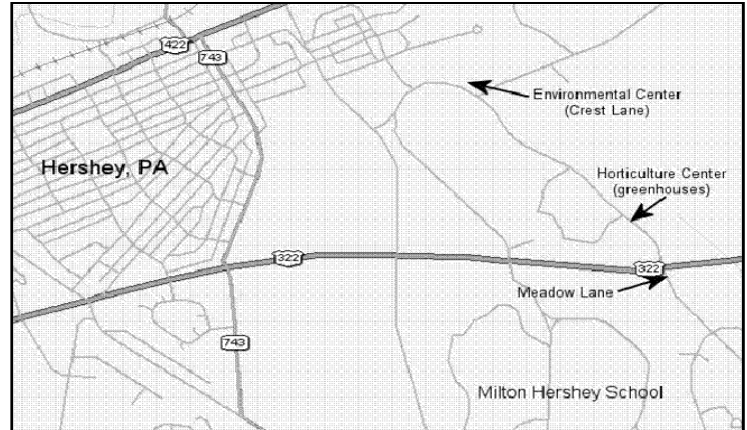 422
743
Environmental Center
(Crest Lane)
Hershey, PA
Horticulture Center
(greenhouses)
322
322
Meadow Lane
743
Milton Hershey School